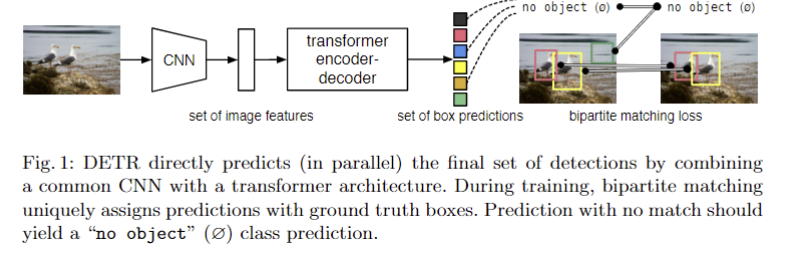 no object (ø) no object (ø)
CNN
transformer
encoder-
decoder
set of image features
set of box predictions
bipartite matching loss
Fig. 1: DETR directly predicts (in parallel) the final set of detections by combining
a common CNN with a transformer architecture. During training, bipartite matching
uniquely assigns predictions with ground truth boxes. Prediction with no match should
yield a “no object” (∅) class prediction.